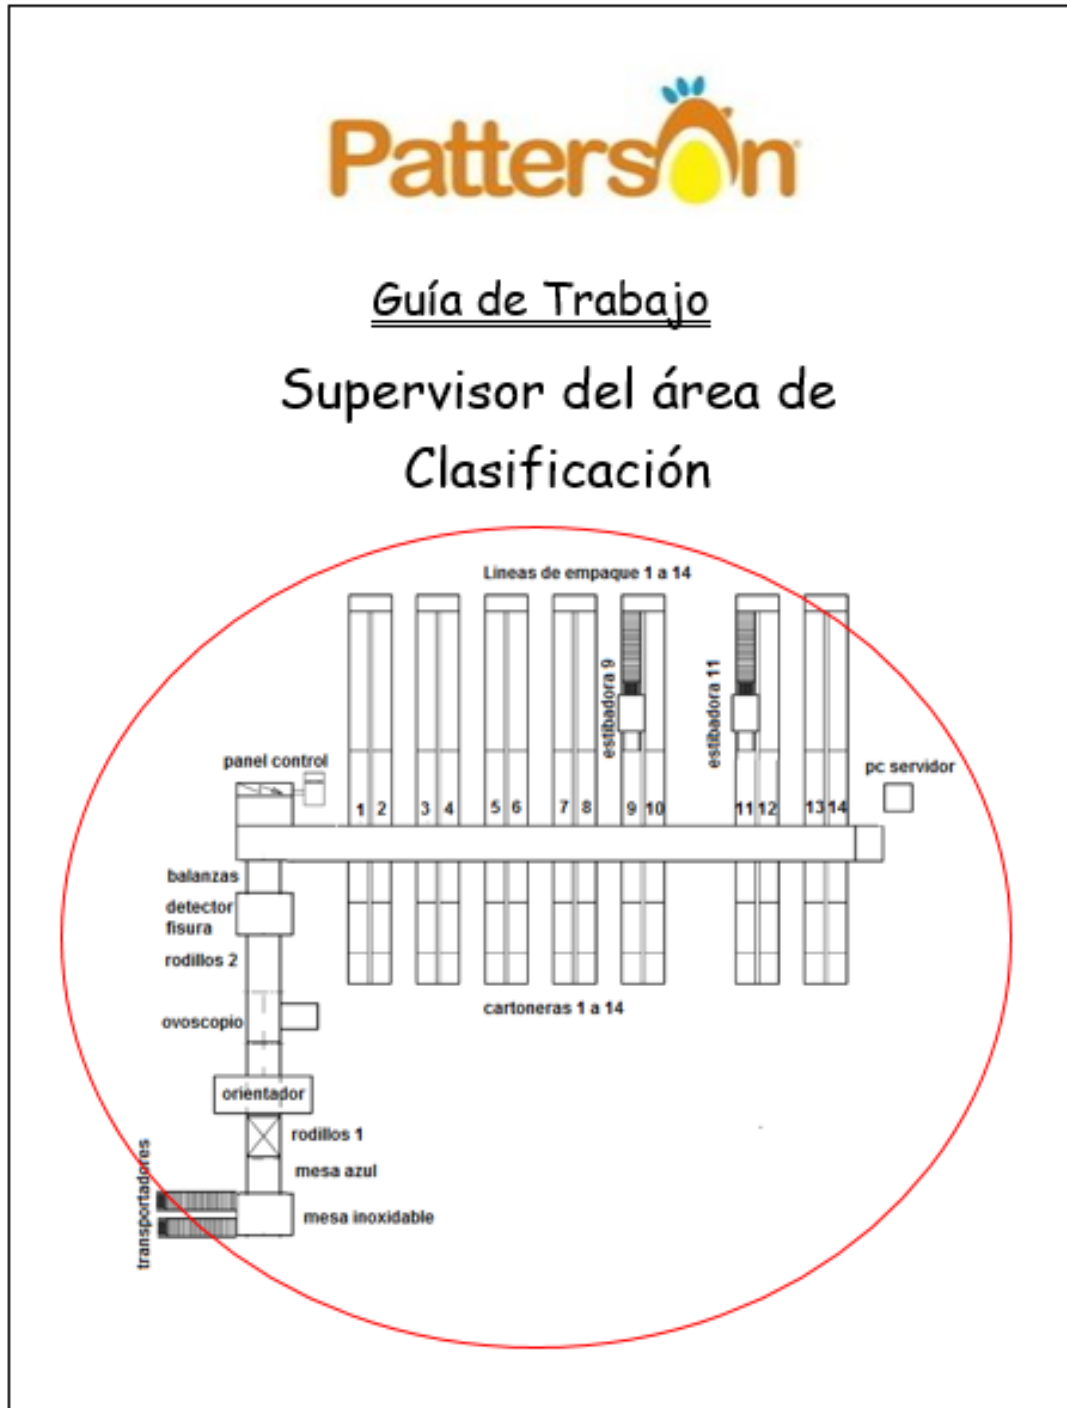 Patterson
Guía de Trabajo
Supervisor del área de
Clasificación
Lineas de empaque 1 a 14
estibadora 9
estibadora 11
panel control
pc servidor
1 2 3 4 5 6 7 8 9 10 11 12 13 14
balanzas
detector
fisura
rodillos 2
cartoneras 1 a 14
ovoscopio
orientador
rodillos 1
transportadores
mesa azul
mesa inoxidable